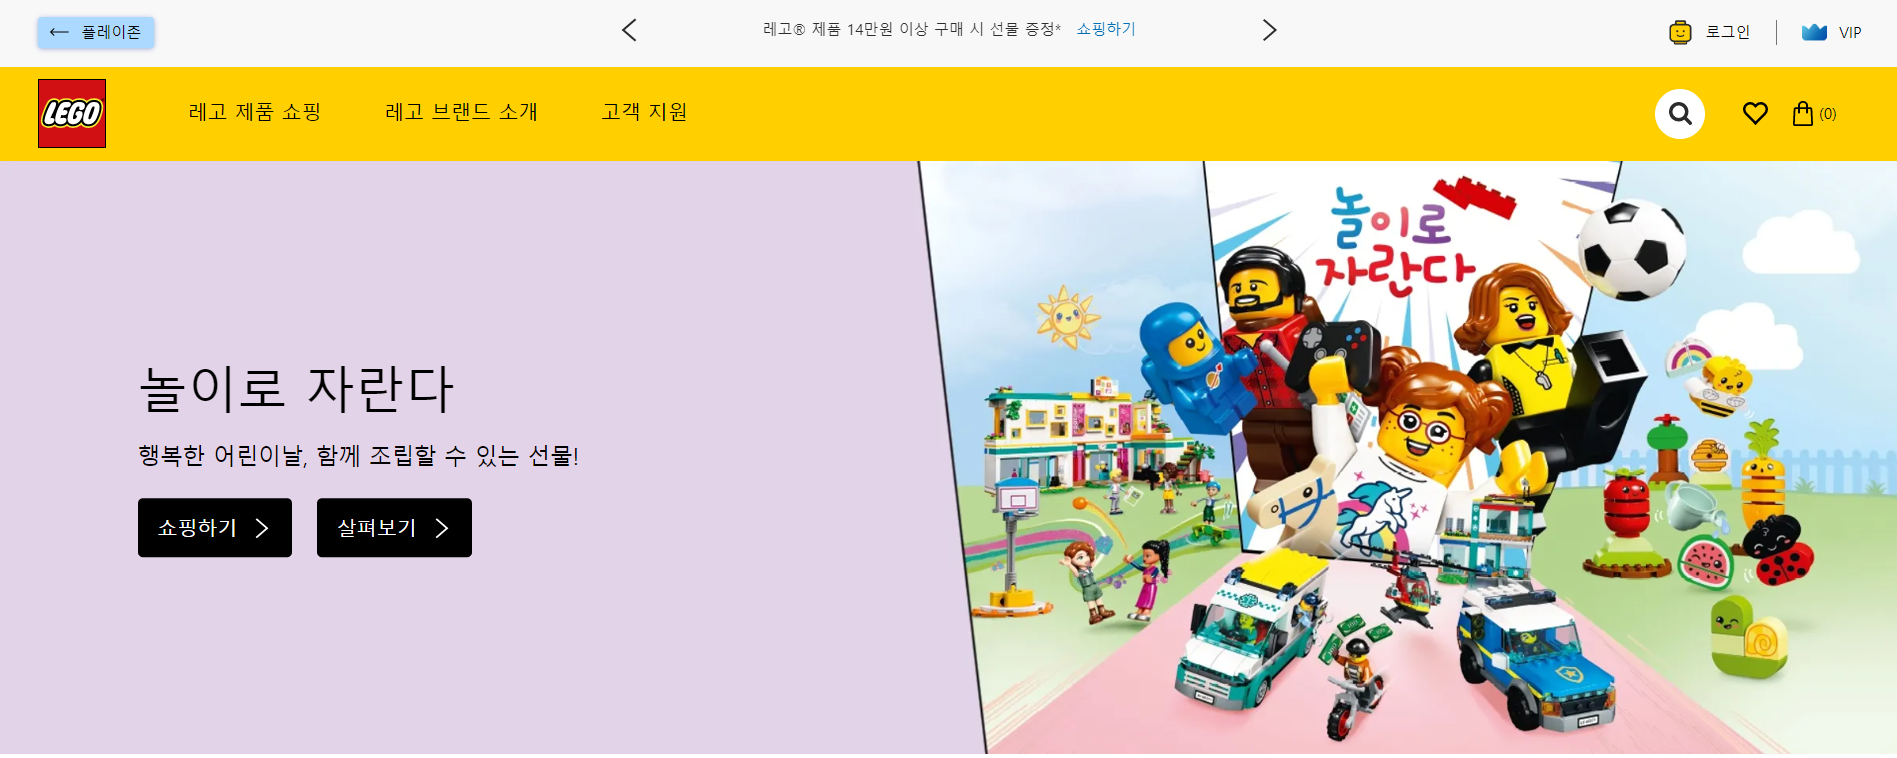 플레이존
레고® 제품 14만원 이상 구매 시 선물 증정* 쇼핑하기
로그인
VIP
LEGO
레고 제품 쇼핑
레고 브랜드 소개
고객 지원
(0)
놀이로
자란다
놀이로 자란다
행복한 어린이날, 함께 조립할 수 있는 선물!
쇼핑하기
살펴보기